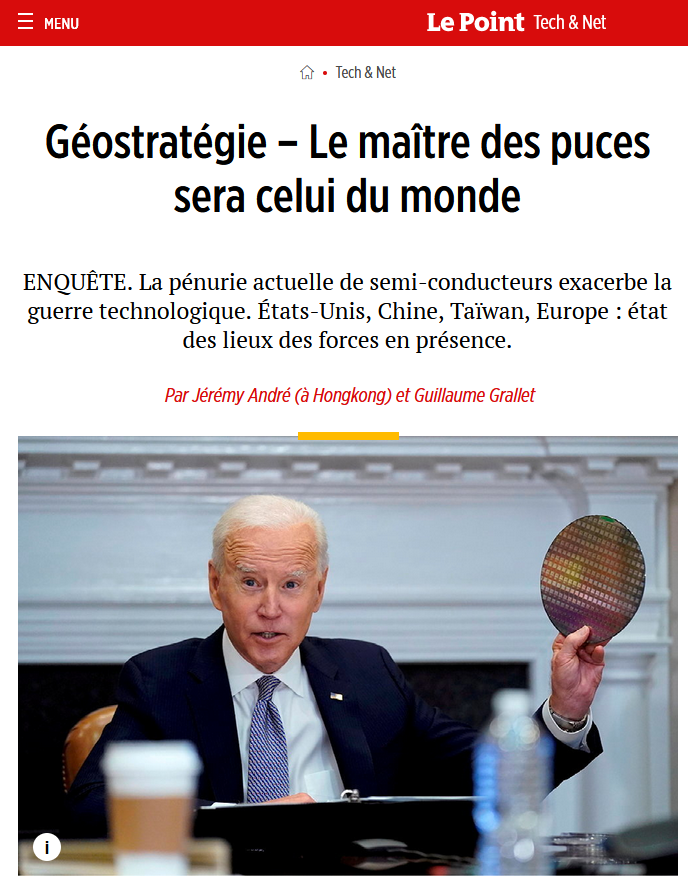 MENU
Le Point Tech & Net
Tech & Net
Géostratégie – Le maître des puces
sera celui du monde
ENQUÊTE. La pénurie actuelle de semi-conducteurs exacerbe la
guerre technologique. États-Unis, Chine, Taïwan, Europe : état
des lieux des forces en présence.
Par Jérémy André (à Hongkong) et Guillaume Grallet
i